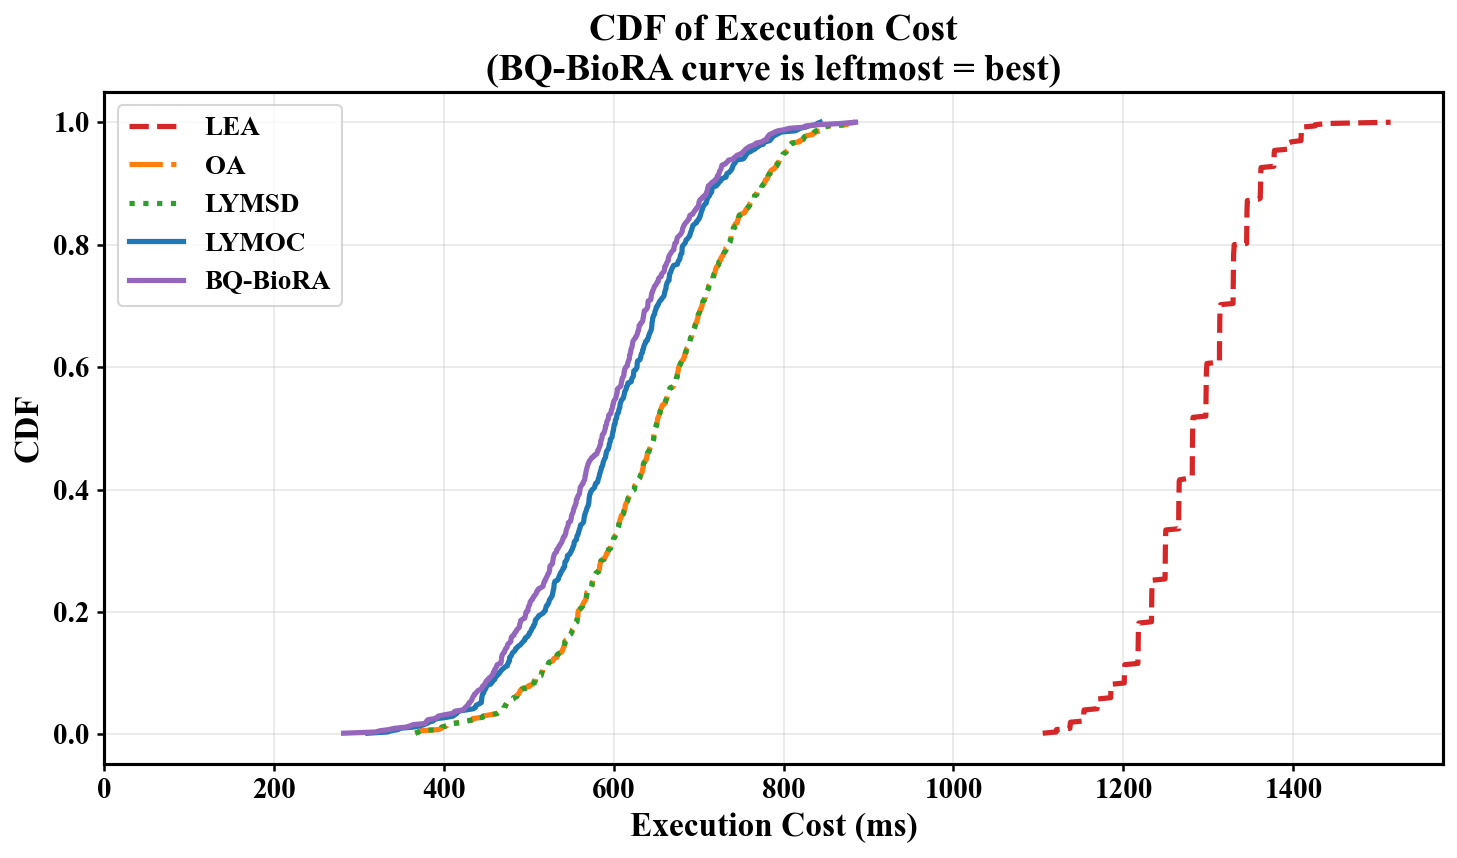 CDF of Execution Cost
(BQ-BioRA curve is leftmost = best)
LEA
OA
LYMSD
LYMOC
BQ-BioRA
1.0
0.8
0.6
0.4
0.2
0.0
CDF
0 200 400 600 800 1000 1200 1400
Execution Cost (ms)